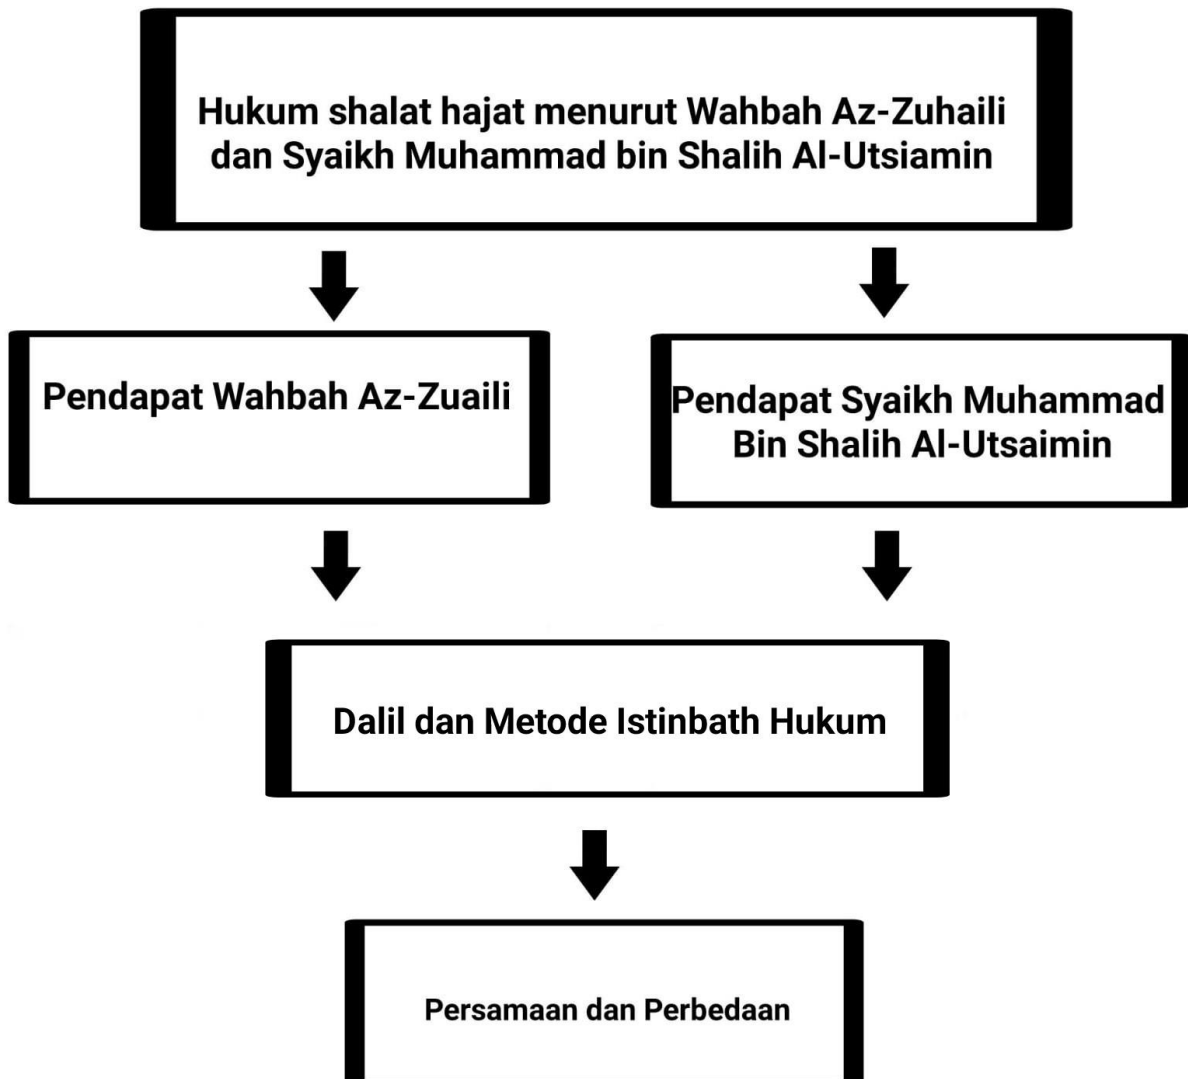 Hukum shalat hajat menurut Wahbah Az-Zuhaili
dan Syaikh Muhammad bin Shalih Al-Utsiamin
Pendapat Wahbah Az-Zuaili
Pendapat Syaikh Muhammad
Bin Shalih Al-Utsaimin
Dalil dan Metode Istinbath Hukum
Persamaan dan Perbedaan